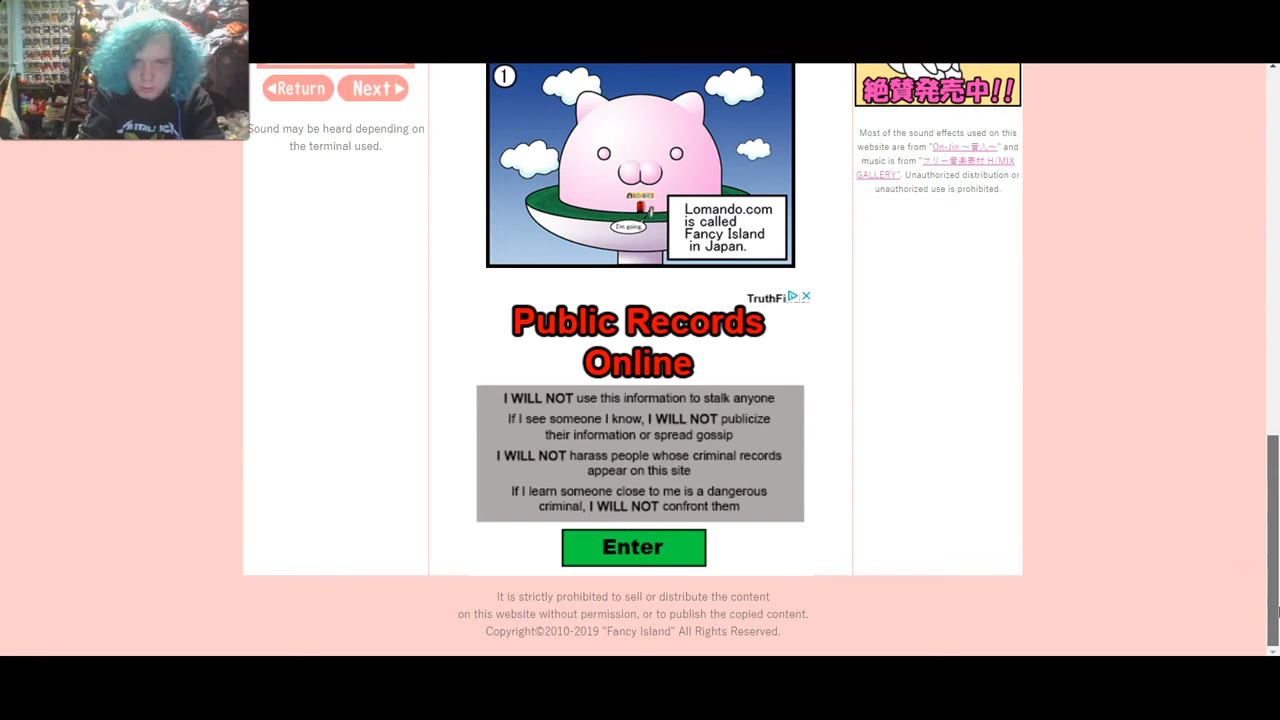 ◀Return Next▶
Sound may be heard depending on
the terminal used.
1
I'm going.
Lomando.com
is called
Fancy Island
in Japan.
TruthFi
Public Records
Online
I WILL NOT use this information to stalk anyone
If I see someone I know, I WILL NOT publicize
their information or spread gossip
I WILL NOT harass people whose criminal records
appear on this site
If I learn someone close to me is a dangerous
criminal, I WILL NOT confront them
Enter
絶賛発売中!!
Most of the sound effects used on this
website are from "On-Jin ～音人～" and
music is from "フリー音楽素材 H/MIX
GALLERY". Unauthorized distribution or
unauthorized use is prohibited.
It is strictly prohibited to sell or distribute the content
on this website without permission, or to publish the copied content.
Copyright©2010-2019 "Fancy Island" All Rights Reserved.